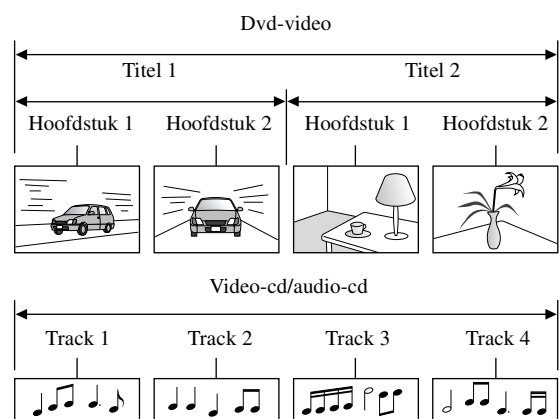 Dvd-video
Titel 1 Titel 2
Hoofdstuk 1 Hoofdstuk 2 Hoofdstuk 1 Hoofdstuk 2
Video-cd/audio-cd
Track 1 Track 2 Track 3 Track 4